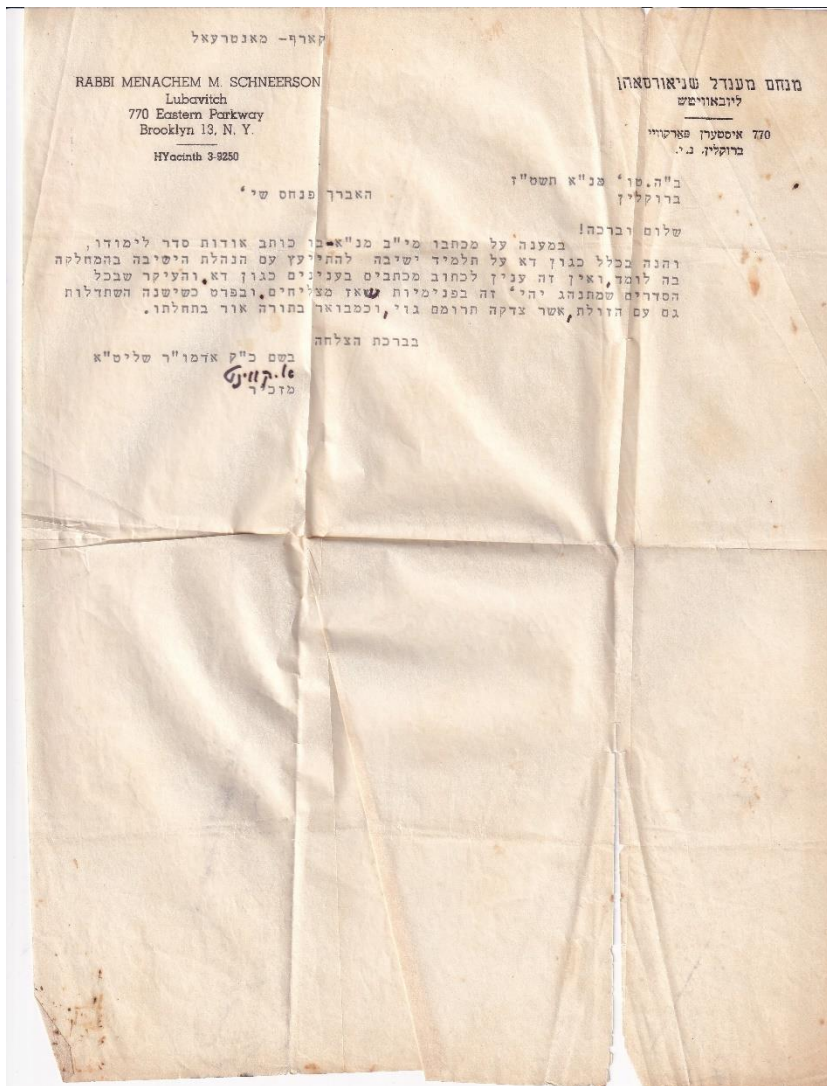 קארף- מאנטרעאל
RABBI MENACHEM M. SCHNEERSON
Lubavitch
770 Eastern Parkway
Brooklyn 13, N. Y.
HYacinth 3-9250
מנחם מענדל שניאורסאהן
ליובאוויטש
770 איסטערן פארקוויי
ברוקלין. נ. י.
ב"ה. טו' מנ"א תשט"ז
ברוקלין
האברך פנחס שי'
שלום וברכה!
במענה על מכתבו מי"ב מנ"א בו כותב אודות סדר לימודו,
והנה בכלל כגון דא על תלמיד ישיבה להתייעץ עם הנהלת הישיבה בהמחלקה
בה לומד, ואין זה ענין לכתוב מכתבים בענינים כגון דא, והעיקר שבכל
הסדרים שמתנהג יהי' זה בפנימיות שאז מצליחים, ובפרט כשישנה השתדלות
גם עם הזולת, אשר צדקה תרומם גוי, וכמבואר בתורה אור בתחלתו.
בברכת הצלחה
בשם כ"ק אדמו"ר שליט"א
א. קווינט
מזכיר